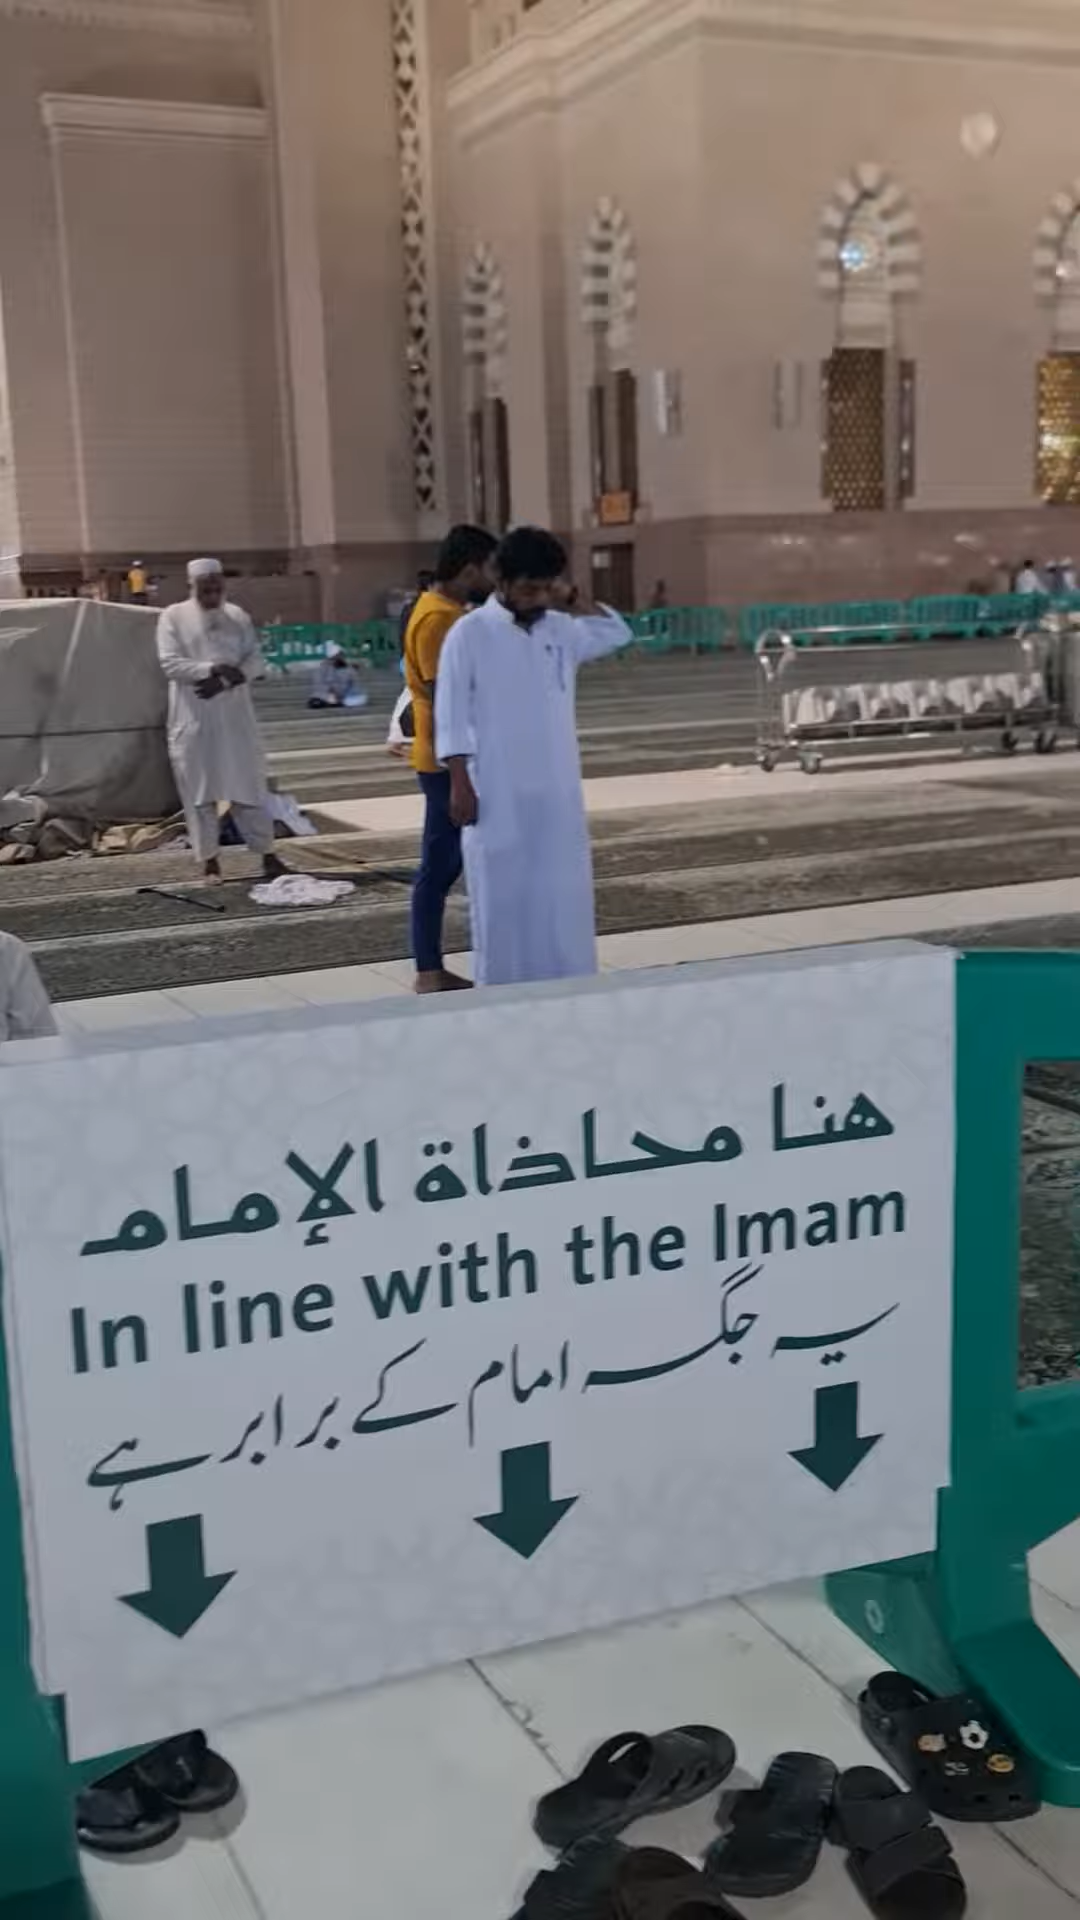 هنا محاذاة الإمام
In line with the Imam
یہ جگہ امام کے برابر ہے